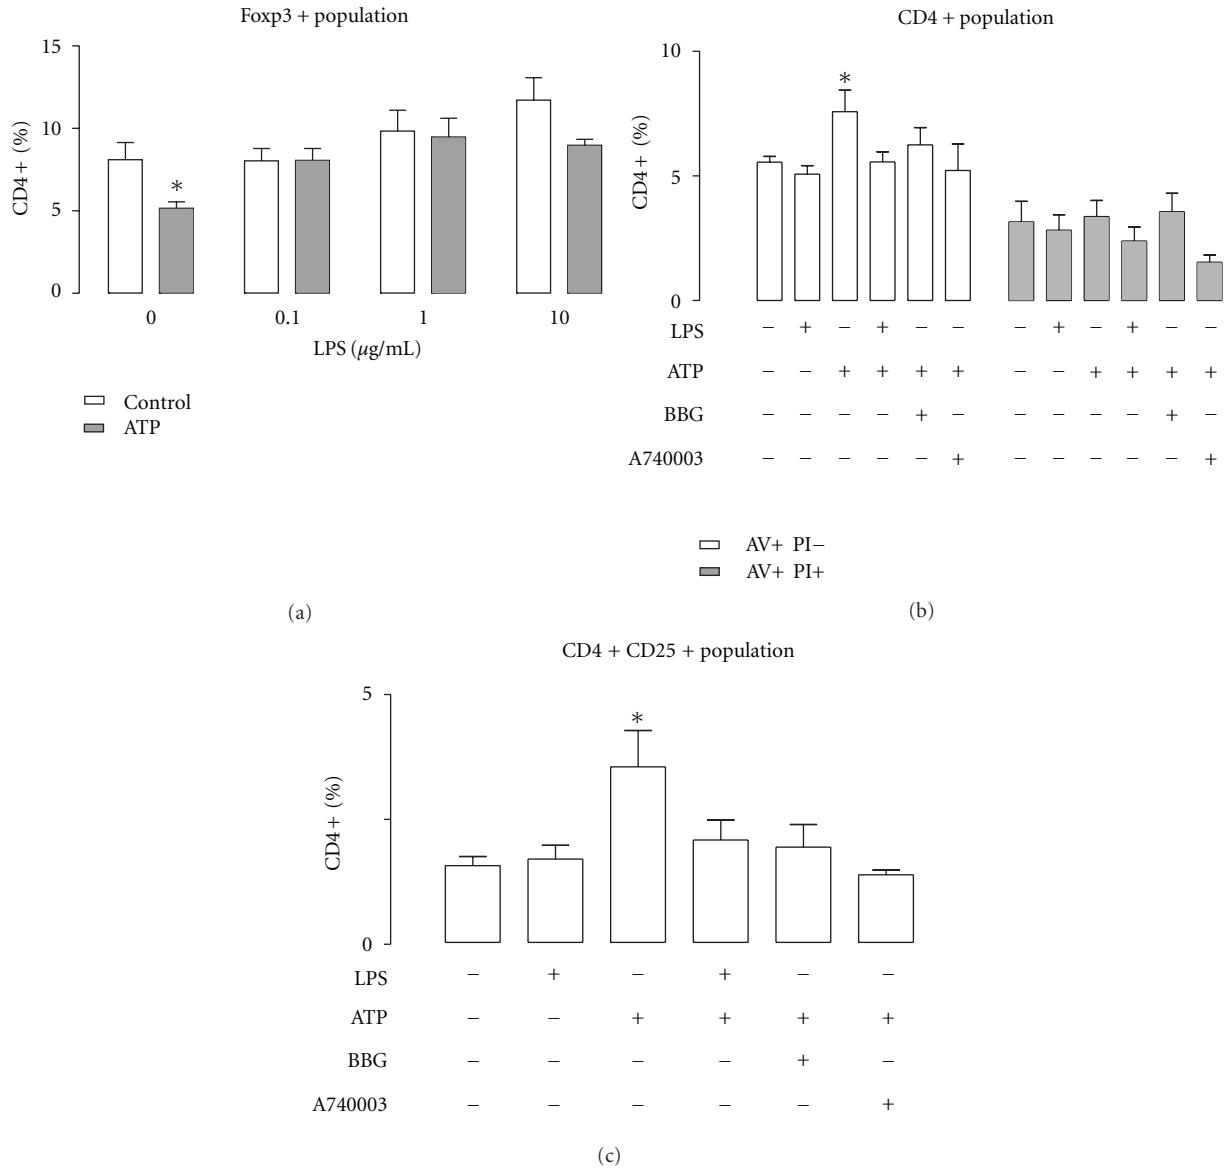 Foxp3 + population
15
10
5
0
CD4+ (%)
*
0 0.1 1 10
LPS (µg/mL)
Control
ATP
(a)
CD4 + population
10
5
0
CD4+ (%)
*
LPS − + − + − − − + − + − −
ATP − − + + + + − − + + + +
BBG − − − − + − − − − − + −
A740003 − − − − − + − − − − − +
AV+ PI−
AV+ PI+
(b)
CD4 + CD25 + population
5
0
CD4+ (%)
*
LPS − + − + − −
ATP − − + + + +
BBG − − − − + −
A740003 − − − − − +
(c)